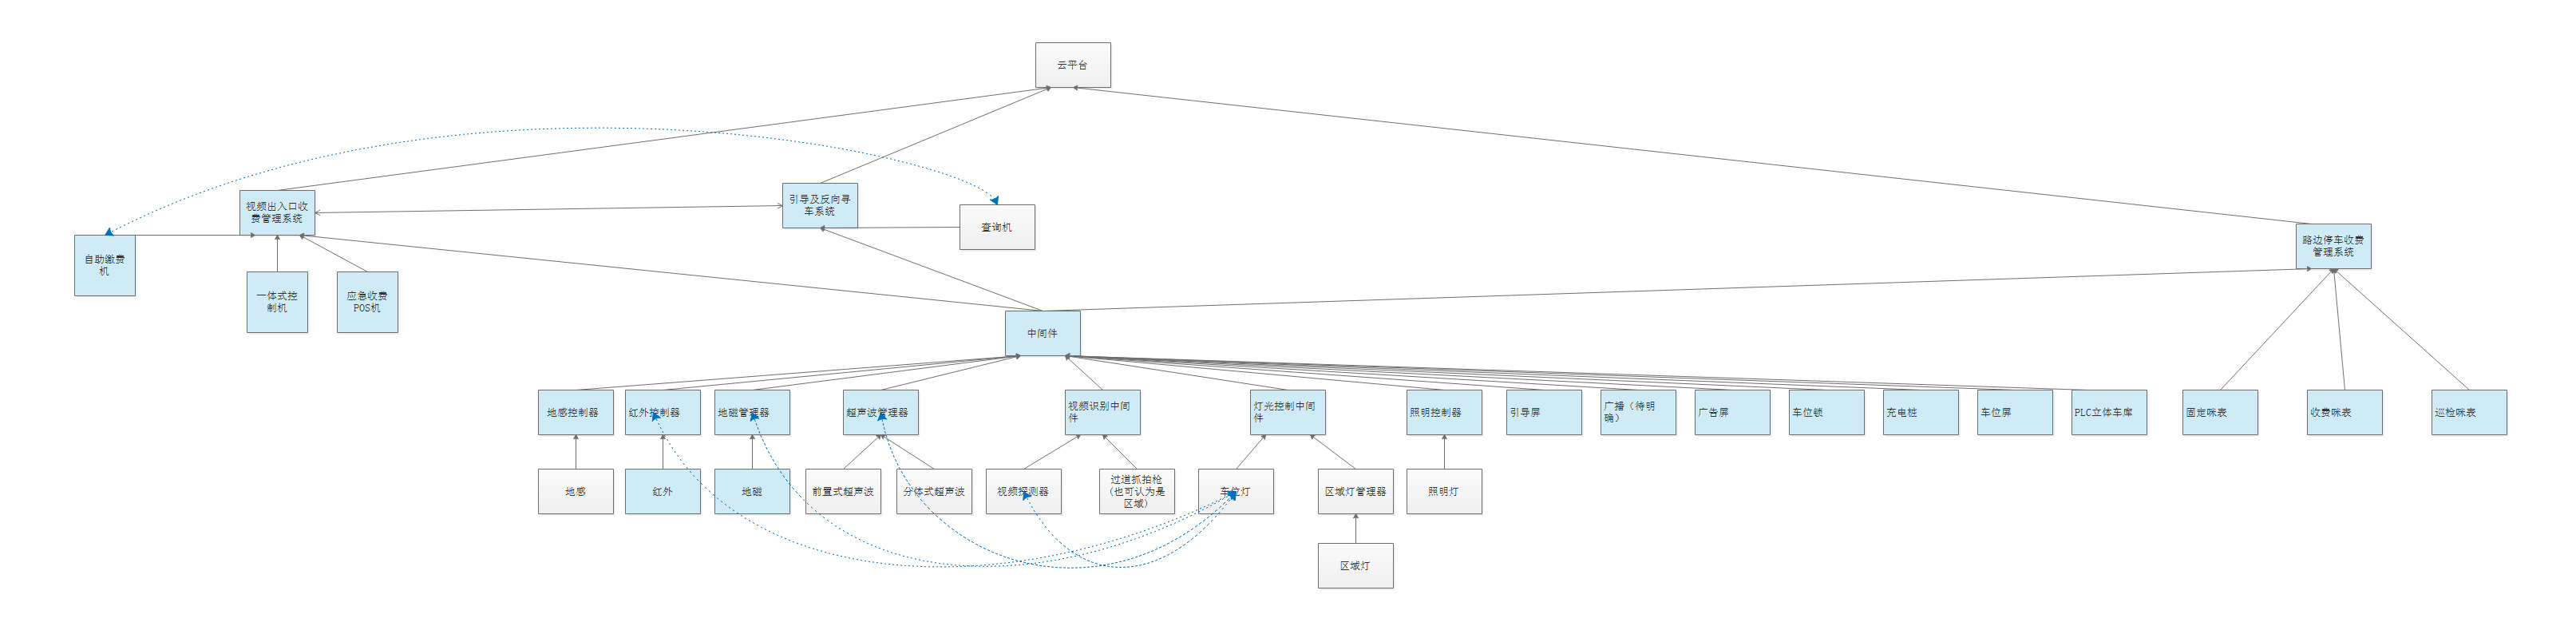 云平台
视频出入口收
费管理系统
引导及反向寻
车系统
查询机
路边停车收费
管理系统
自助缴费
机
一体式控
制机
应急收费
POS机
中间件
地感控制器
红外控制器
地磁管理器
超声波管理器
视频识别中间
件
灯光控制中间
件
照明控制器
引导屏
广播（待明
确）
广告屏
车位锁
充电桩
车位屏
PLC立体车库
固定咪表
收费咪表
巡检咪表
地感
红外
地磁
前置式超声波
分体式超声波
视频探测器
过道抓拍枪
（也可认为是
区域）
车位灯
区域灯管理器
照明灯
区域灯